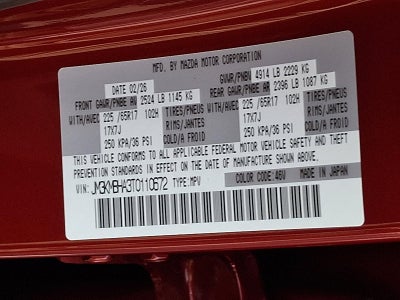 MFD. BY MAZDA MOTOR CORPORATION
DATE 02/26 GVWR/PNBV 4914 LB 2229 KG
FRONT GAWR/PNBE AV 2524 LB 1145 KG REAR GAWR/PNBE AR 2396 LB 1087 KG
WITH/AVEC 225/65R17 102H TIRES/PNEUS WITH/AVEC 225/65R17 102H TIRES/PNEUS
17X7J RIMS/JANTES 17X7J RIMS/JANTES
250 KPA/36 PSI COLD/A FROID 250 KPA/36 PSI COLD/A FROID
THIS VEHICLE CONFORMS TO ALL APPLICABLE FEDERAL MOTOR VEHICLE SAFETY AND THEFT
PREVENTION STANDARDS IN EFFECT ON THE DATE OF MANUFACTURE SHOWN ABOVE.
VIN: JM3KMBHA3T0110572 TYPE: MPV COLOR CODE: 46V MADE IN JAPAN